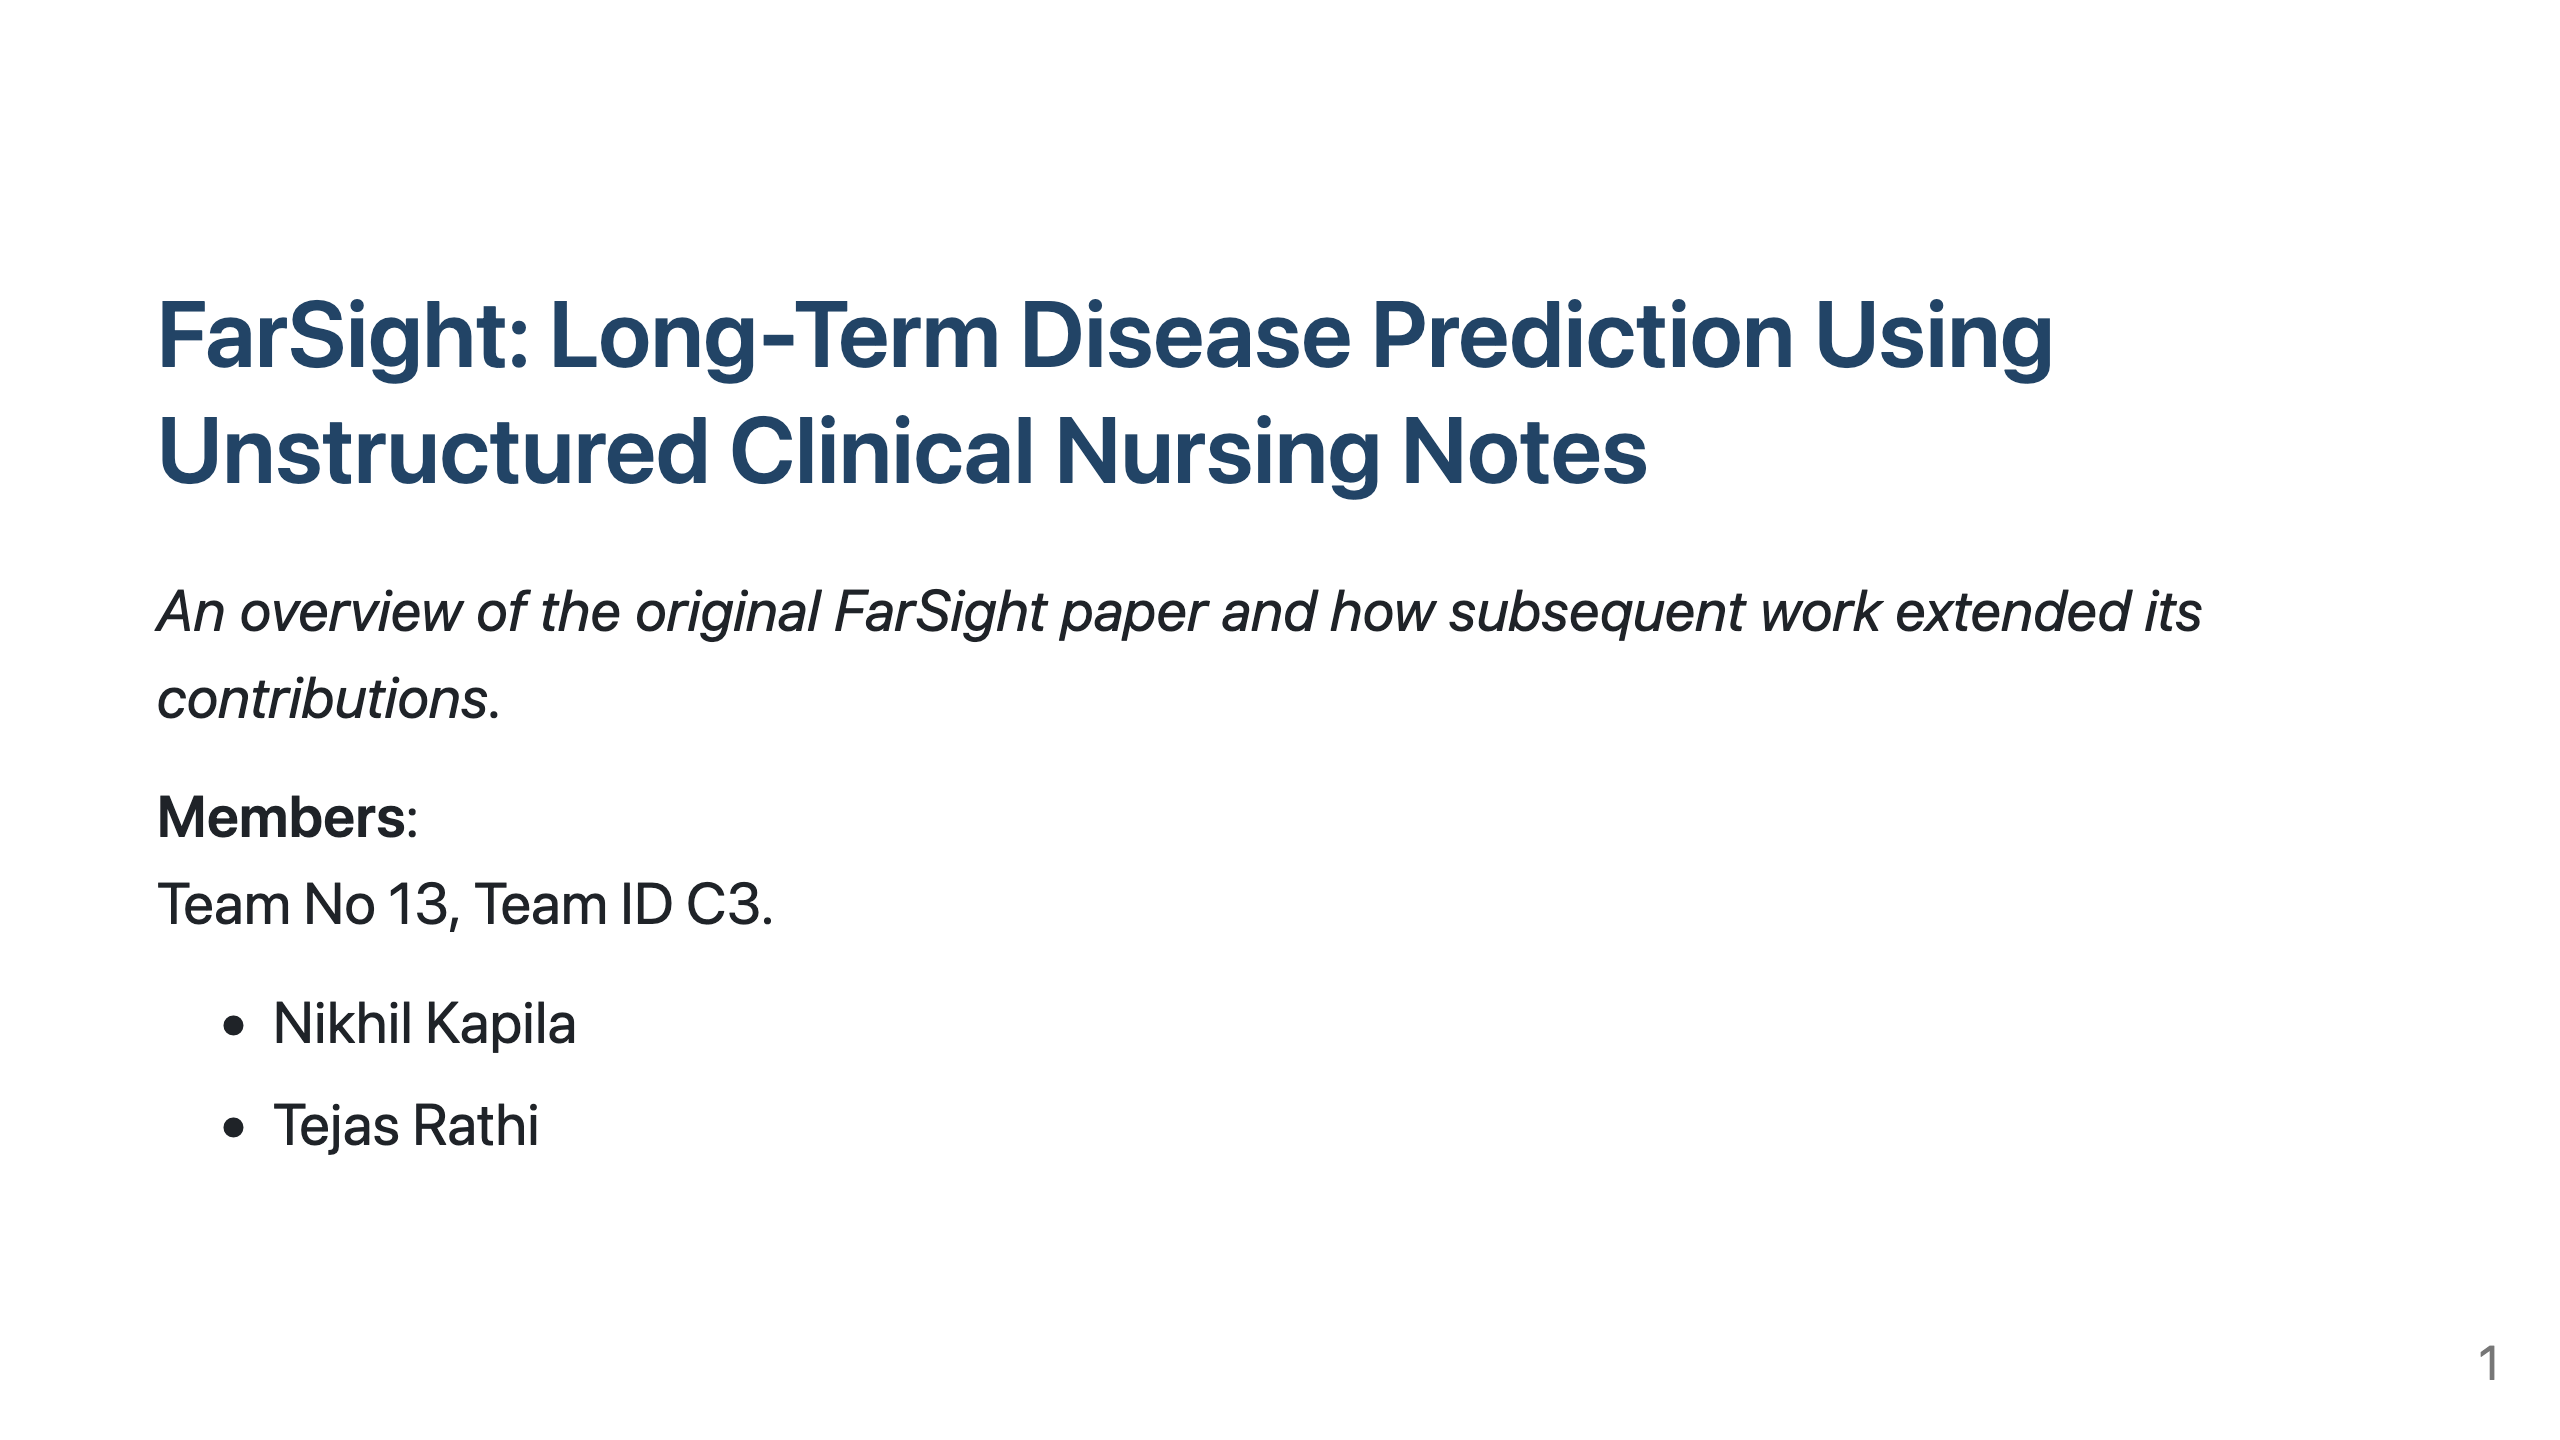 FarSight: Long-Term Disease Prediction Using
Unstructured Clinical Nursing Notes
An overview of the original FarSight paper and how subsequent work extended its
contributions.
Members:
Team No 13, Team ID C3.
• Nikhil Kapila
• Tejas Rathi
1